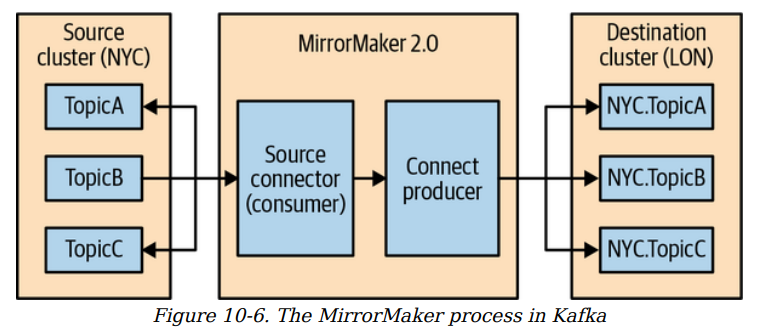 Source
cluster (NYC)
TopicA
TopicB
TopicC
MirrorMaker 2.0
Source
connector
(consumer)
Connect
producer
Destination
cluster (LON)
NYC.TopicA
NYC.TopicB
NYC.TopicC
Figure 10-6. The MirrorMaker process in Kafka